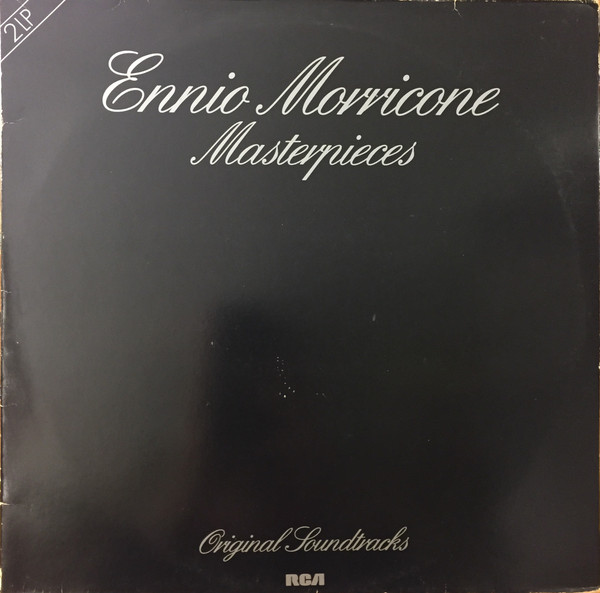 2LP
Ennio Morricone
Masterpieces
Original Soundtracks
RCA